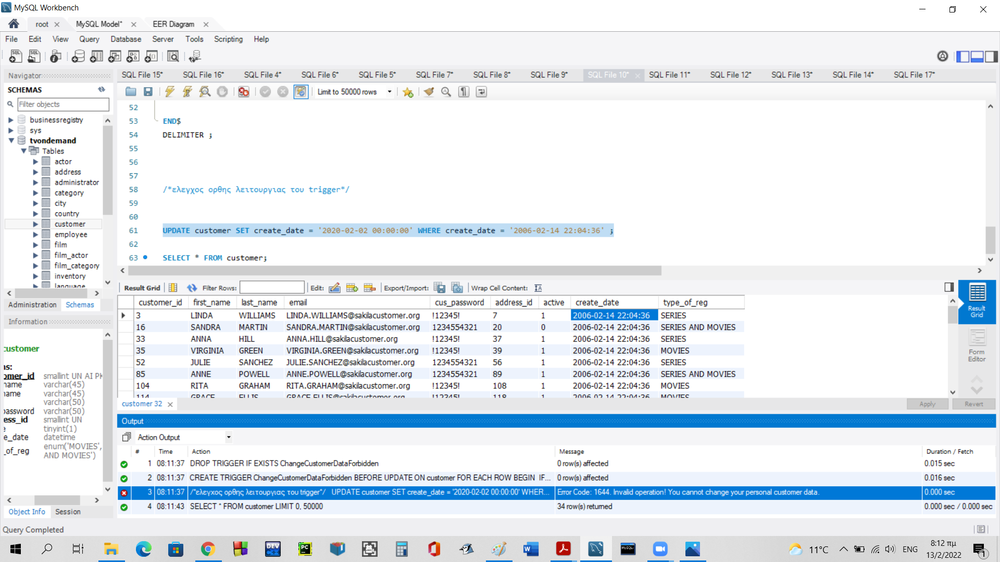 MySQL Workbench
root
MySQL Model*
EER Diagram
File Edit View Query Database Server Tools Scripting Help
Navigator
SCHEMAS
Filter objects
businessregistry
sys
tvondemand
Tables
actor
address
administrator
category
city
country
customer
employee
film
film_actor
film_category
inventory
language
Administration Schemas
Information
customer
ns:
omer_id smallint UN AI PK
name varchar(45)
name varchar(45)
varchar(50)
password varchar(50)
ess_id smallint UN
e tinyint(1)
e_date datetime
_of_reg enum('MOVIES',
AND MOVIES')
Object Info Session
Query Completed
SQL File 15* SQL File 16* SQL File 4* SQL File 6* SQL File 5* SQL File 7* SQL File 8* SQL File 9* SQL File 10* SQL File 11* SQL File 12* SQL File 13* SQL File 14* SQL File 17*
Limit to 50000 rows
52
53 END$
54 DELIMITER ;
55
56
57
58 /*ελεγχος ορθης λειτουργιας του trigger*/
59
60
61 UPDATE customer SET create_date = '2020-02-02 00:00:00' WHERE create_date = '2006-02-14 22:04:36' ;
62
63 SELECT * FROM customer;
Result Grid Filter Rows: Edit: Export/Import: Wrap Cell Content:
customer_id first_name last_name email cus_password address_id active create_date type_of_reg
3 LINDA WILLIAMS LINDA.WILLIAMS@sakilacustomer.org !12345! 7 1 2006-02-14 22:04:36 SERIES
16 SANDRA MARTIN SANDRA.MARTIN@sakilacustomer.org 1234554321 20 0 2006-02-14 22:04:36 SERIES AND MOVIES
33 ANNA HILL ANNA.HILL@sakilacustomer.org !12345! 37 1 2006-02-14 22:04:36 SERIES
35 VIRGINIA GREEN VIRGINIA.GREEN@sakilacustomer.org !12345! 39 1 2006-02-14 22:04:36 MOVIES
52 JULIE SANCHEZ JULIE.SANCHEZ@sakilacustomer.org 1234554321 56 1 2006-02-14 22:04:36 SERIES
85 ANNE POWELL ANNE.POWELL@sakilacustomer.org 1234554321 89 1 2006-02-14 22:04:36 SERIES AND MOVIES
104 RITA GRAHAM RITA.GRAHAM@sakilacustomer.org !12345! 108 1 2006-02-14 22:04:36 MOVIES
114 GRACE ELLIS GRACE.ELLIS@sakilacustomer.org !12345! 118 1 2006-02-14 22:04:36 MOVIES
Result Grid
Form Editor
customer 32
Apply Revert
Output
Action Output
# Time Action Message Duration / Fetch
1 08:11:37 DROP TRIGGER IF EXISTS ChangeCustomerDataForbidden 0 row(s) affected 0.015 sec
2 08:11:37 CREATE TRIGGER ChangeCustomerDataForbidden BEFORE UPDATE ON customer FOR EACH ROW BEGIN IF... 0 row(s) affected 0.016 sec
3 08:11:37 /*ελεγχος ορθης λειτουργιας του trigger*/ UPDATE customer SET create_date = '2020-02-02 00:00:00' WHER... Error Code: 1644. Invalid operation! You cannot change your personal customer data. 0.000 sec
4 08:11:43 SELECT * FROM customer LIMIT 0, 50000 34 row(s) returned 0.000 sec / 0.000 sec
11°C ENG 8:12 πμ
13/2/2022